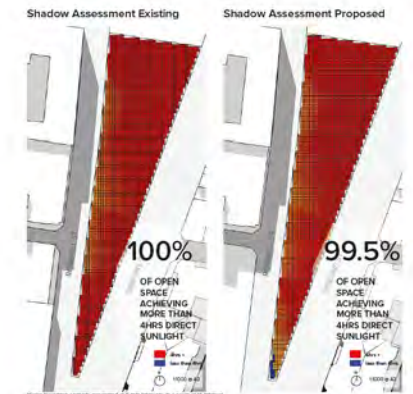 Shadow Assessment Existing
Shadow Assessment Proposed
100%
OF OPEN
SPACE
ACHIEVING
MORE THAN
4HRS DIRECT
SUNLIGHT
99.5%
OF OPEN
SPACE
ACHIEVING
MORE THAN
4HRS DIRECT
SUNLIGHT